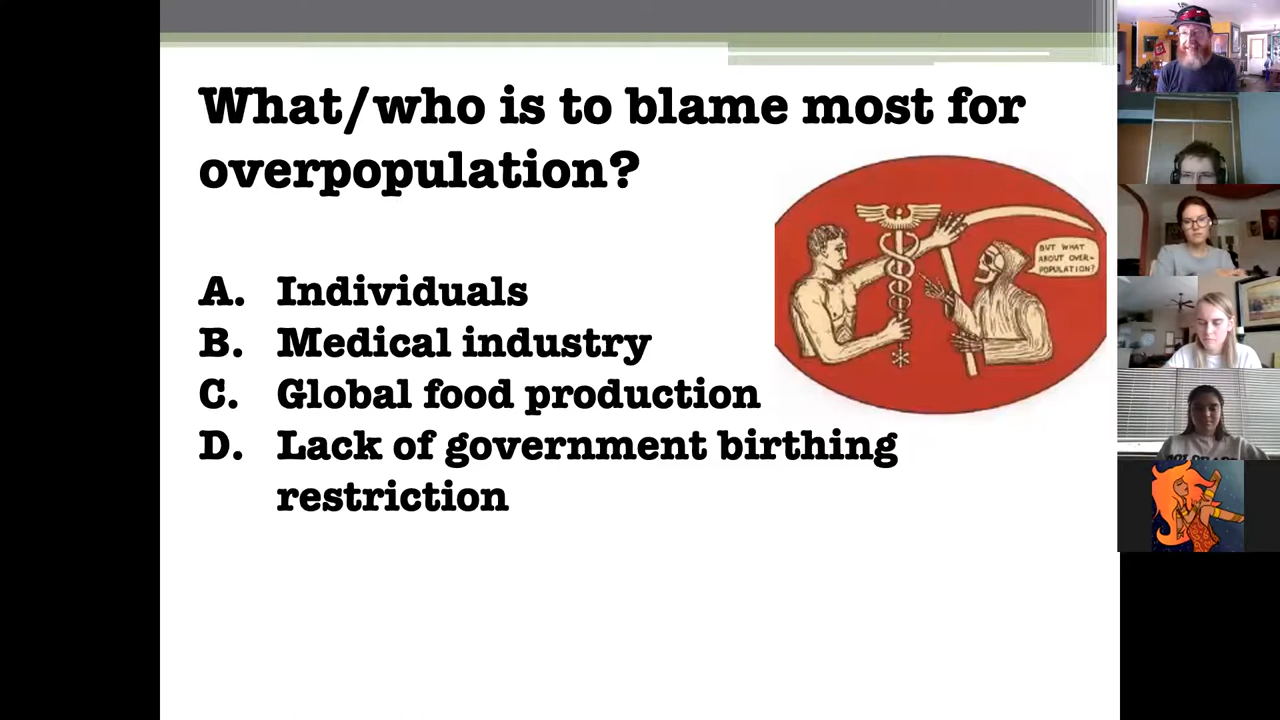 What/who is to blame most for
overpopulation?
BUT WHAT
ABOUT OVER-
POPULATION?
A. Individuals
B. Medical industry
C. Global food production
D. Lack of government birthing
restriction